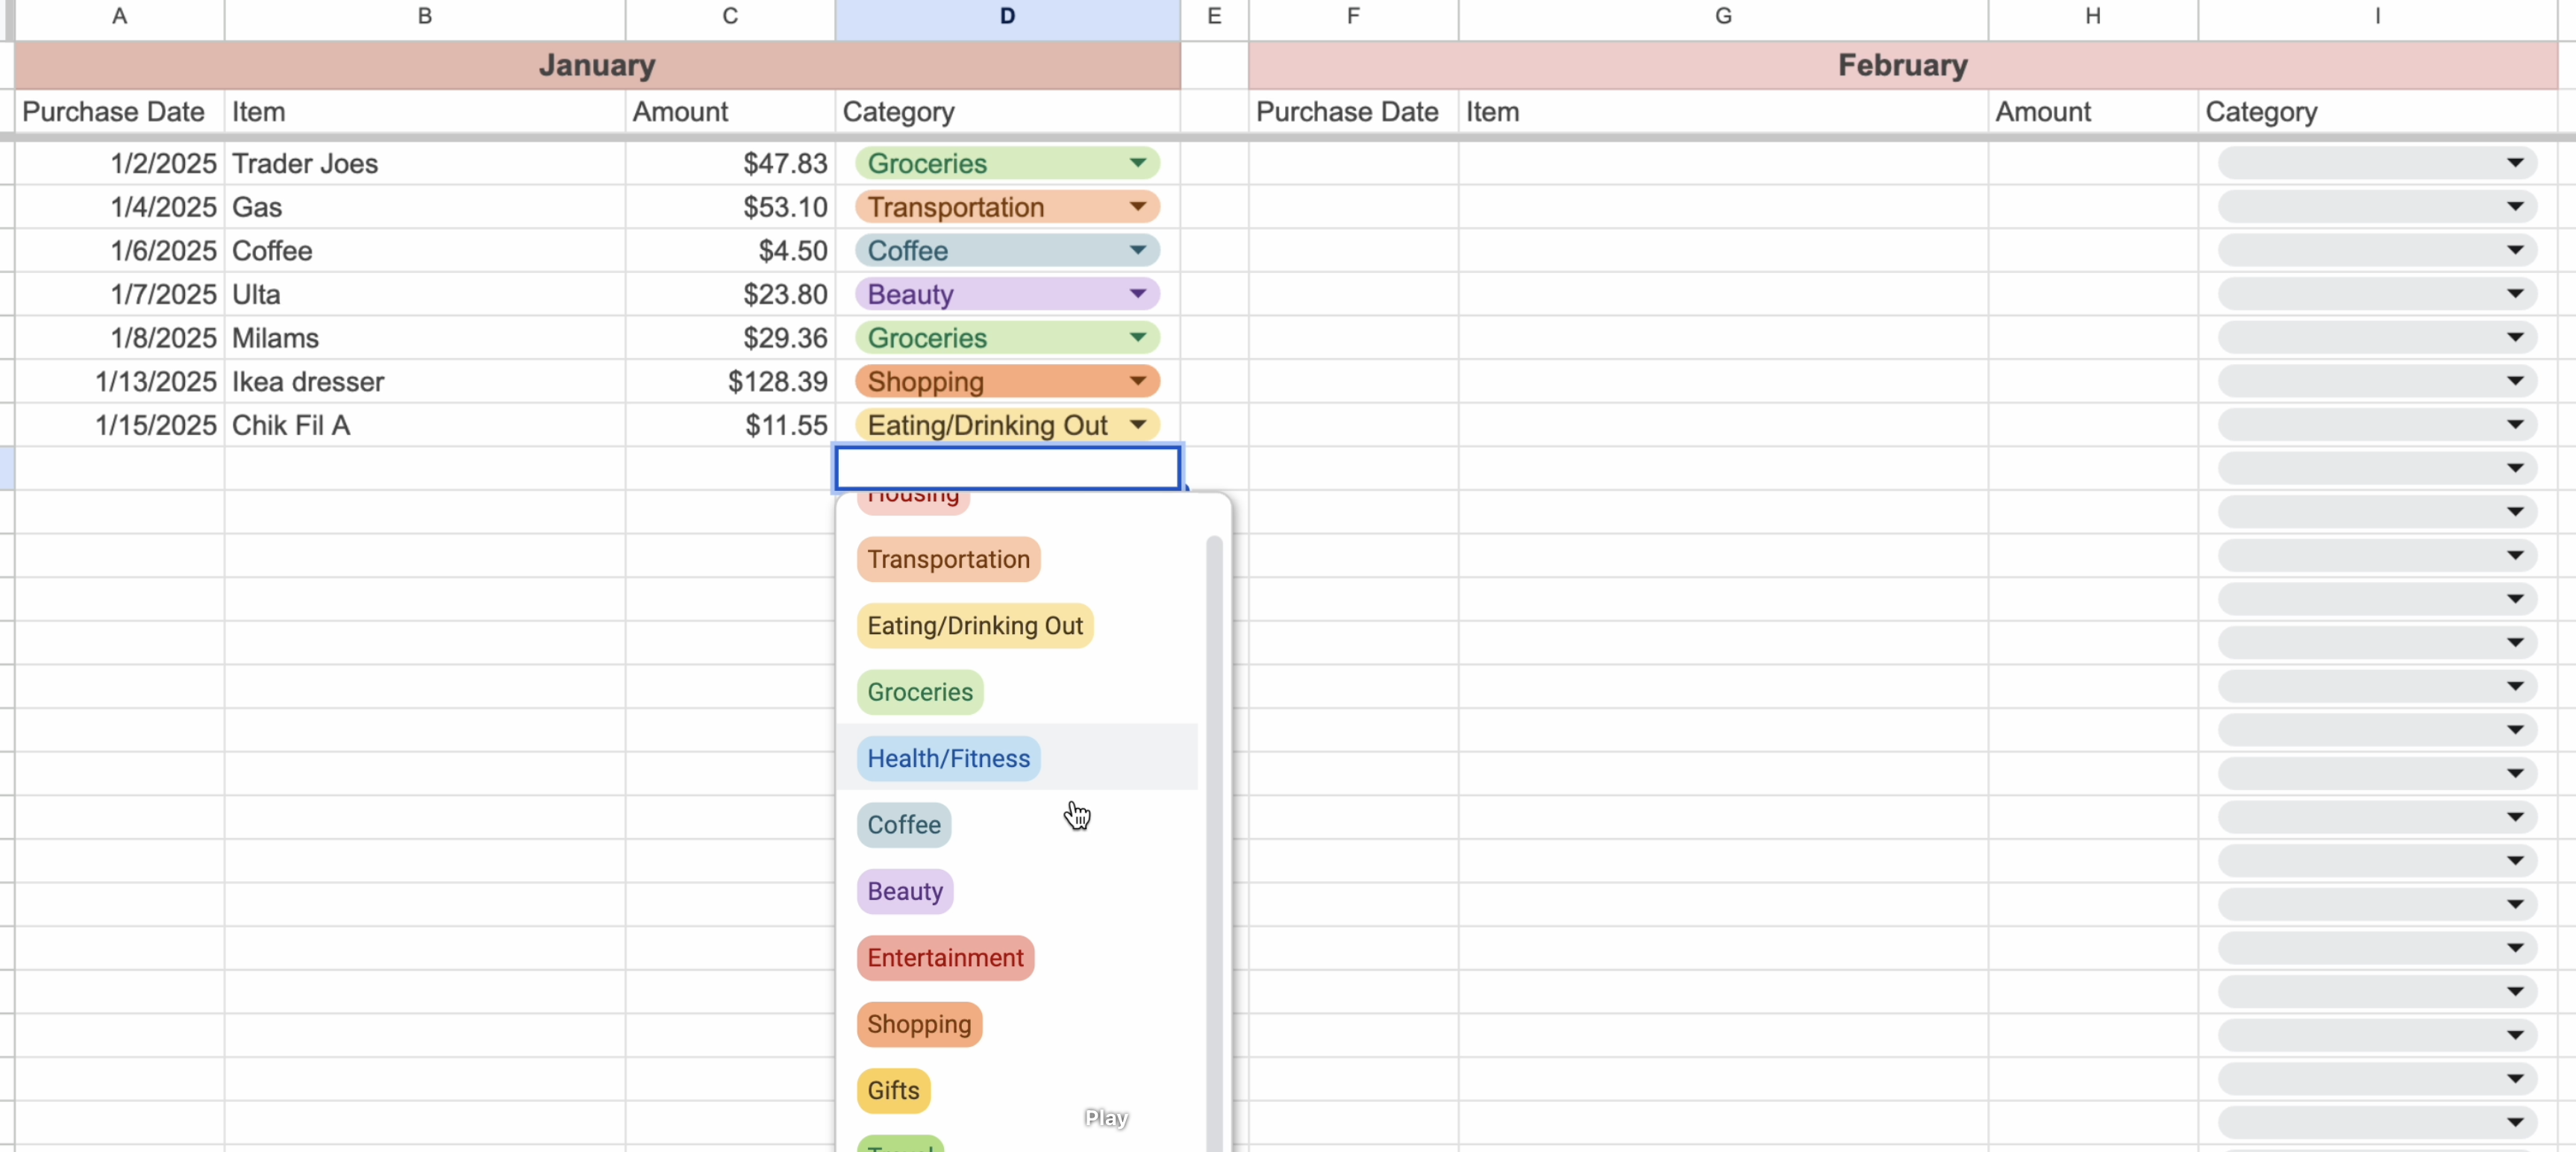 A B C D E F G H I
January February
Purchase Date Item Amount Category Purchase Date Item Amount Category
1/2/2025 Trader Joes $47.83 Groceries
1/4/2025 Gas $53.10 Transportation
1/6/2025 Coffee $4.50 Coffee
1/7/2025 Ulta $23.80 Beauty
1/8/2025 Milams $29.36 Groceries
1/13/2025 Ikea dresser $128.39 Shopping
1/15/2025 Chik Fil A $11.55 Eating/Drinking Out
Housing
Transportation
Eating/Drinking Out
Groceries
Health/Fitness
Coffee
Beauty
Entertainment
Shopping
Gifts
Play
Travel